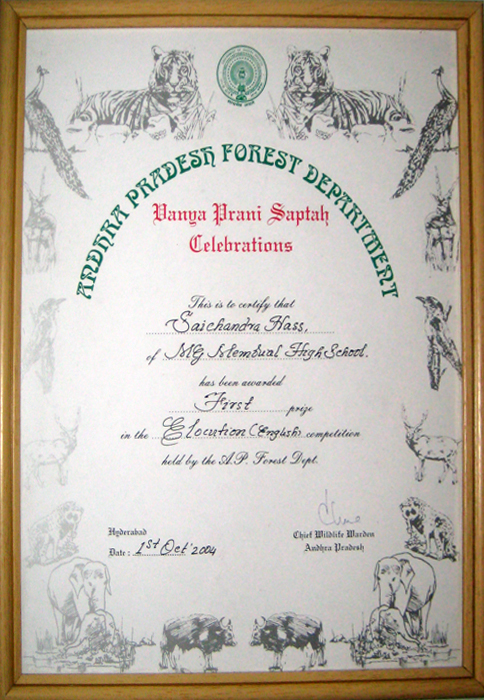 ANDHRA PRADESH FOREST DEPARTMENT
Vanya Prani Saptah
Celebrations
This is to certify that
Saichandra Hass,
of MG Memdual High School.
has been awarded
First prize
in the Elocution (English) competition
held by the A.P. Forest Dept.
Hyderabad
Date : 1st Oct' 2004
Chief Wildlife Warden
Andhra Pradesh